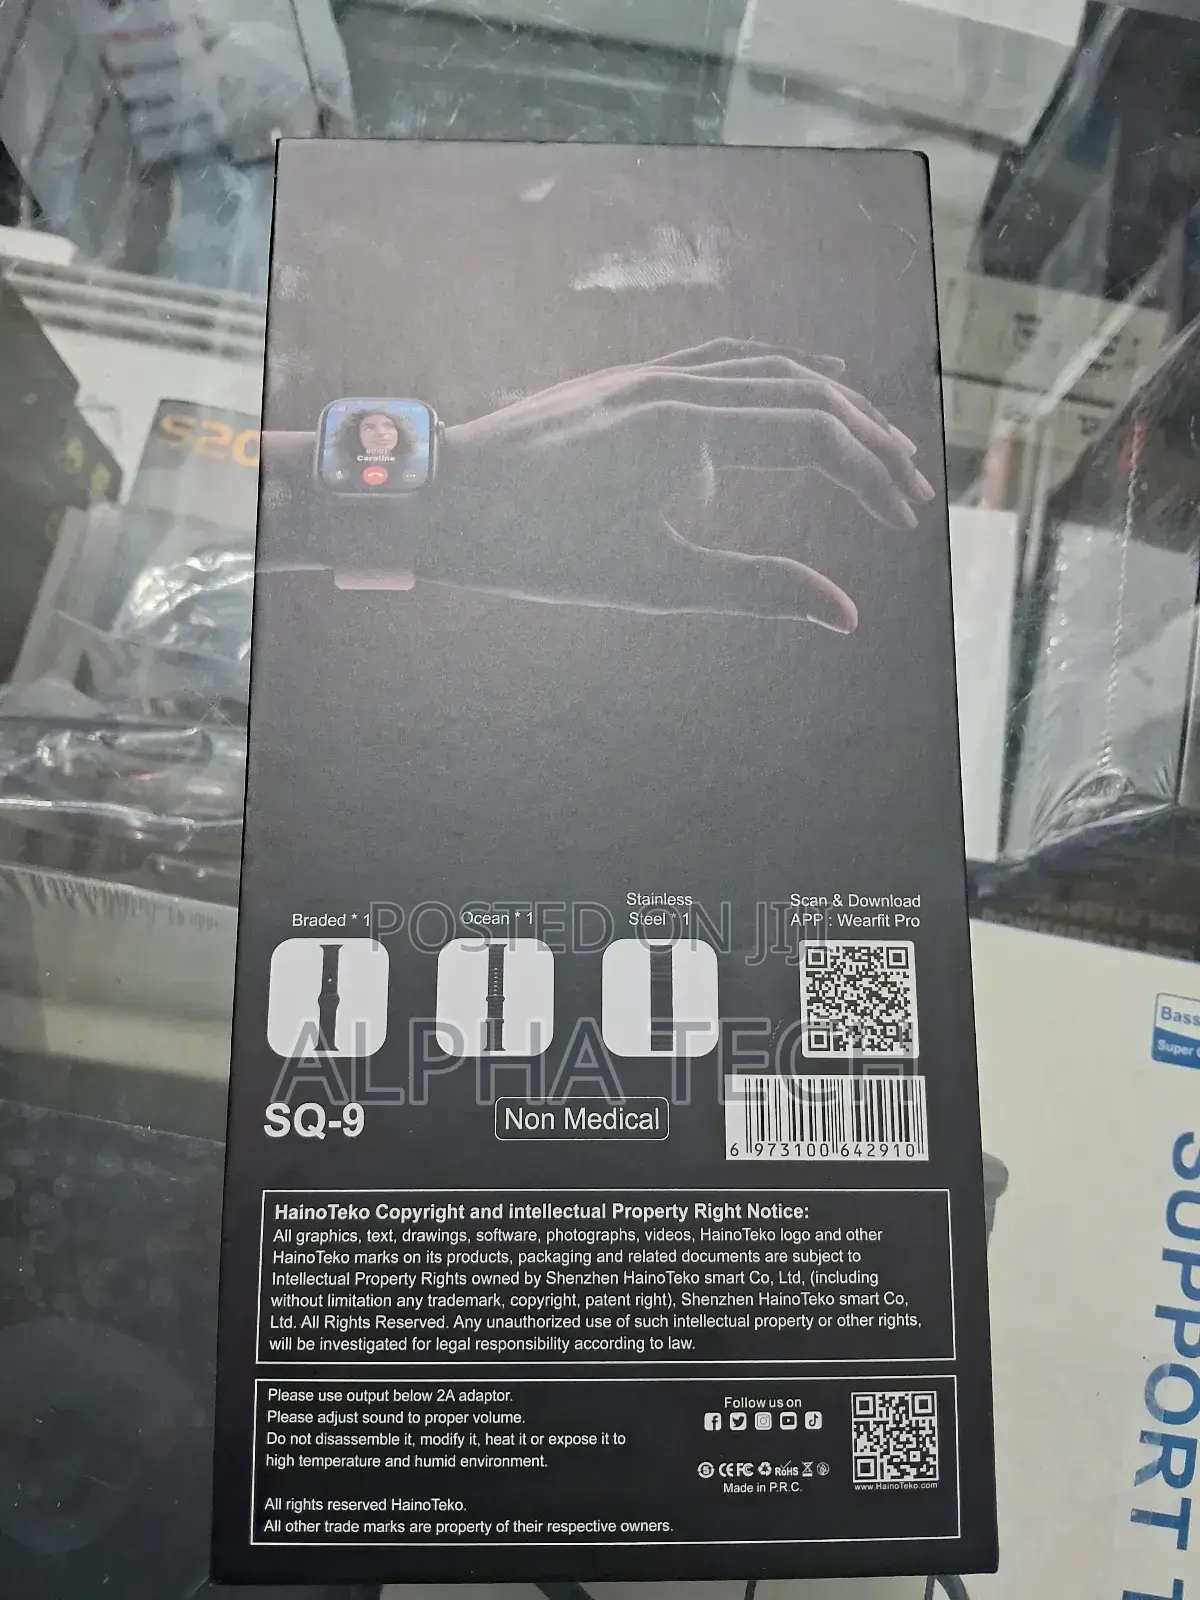 S20
00:01
Caroline
Braded * 1
Ocean * 1
Stainless
Steel * 1
Scan & Download
APP : Wearfit Pro
POSTED ON JIJI
ALPHA TECH
SQ-9
Non Medical
6 973100 642910
HainoTeko Copyright and intellectual Property Right Notice:
All graphics, text, drawings, software, photographs, videos, HainoTeko logo and other
HainoTeko marks on its products, packaging and related documents are subject to
Intellectual Property Rights owned by Shenzhen HainoTeko smart Co, Ltd, (including
without limitation any trademark, copyright, patent right), Shenzhen HainoTeko smart Co,
Ltd. All Rights Reserved. Any unauthorized use of such intellectual property or other rights,
will be investigated for legal responsibility according to law.
Please use output below 2A adaptor.
Please adjust sound to proper volume.
Do not disassemble it, modify it, heat it or expose it to
high temperature and humid environment.
All rights reserved HainoTeko.
All other trade marks are property of their respective owners.
Follow us on
CE FC RoHS
Made in P.R.C.
www.HainoTeko.com
Bass
Super
SUPPORT